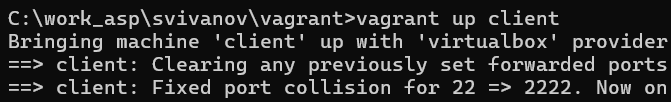 C:\work_asp\svivanov\vagrant>vagrant up client
Bringing machine 'client' up with 'virtualbox' provider
==> client: Clearing any previously set forwarded ports
==> client: Fixed port collision for 22 => 2222. Now on